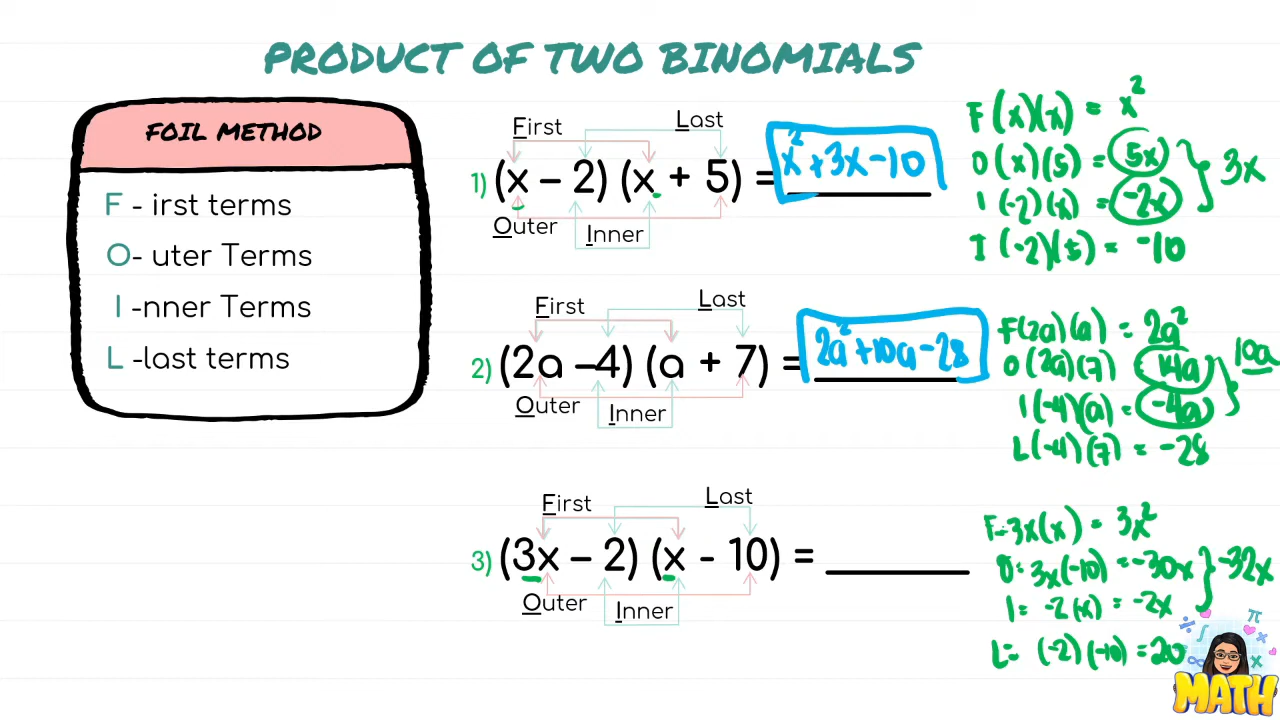 PRODUCT OF TWO BINOMIALS
FOIL METHOD
F - irst terms
O- uter Terms
I -nner Terms
L -last terms
First Last
1) (x – 2) (x + 5) = x² + 3x – 10
Outer Inner
F (x)(x) = x²
O (x)(5) = 5x
I (-2)(x) = -2x
3x
I (-2)(5) = -10
First Last
2) (2a –4) (a + 7) = 2a² + 10a – 28
Outer Inner
F(2a)(a) = 2a²
O (2a)(7) 14a
I (-4)(a) = -4a
10a
L (-4)(7) = -28
First Last
3) (3x – 2) (x - 10) =
Outer Inner
F= 3x(x) = 3x²
O= 3x(-10) = -30x
I= -2(x) = -2x
-32x
L= (-2)(-10) = 20
MATH